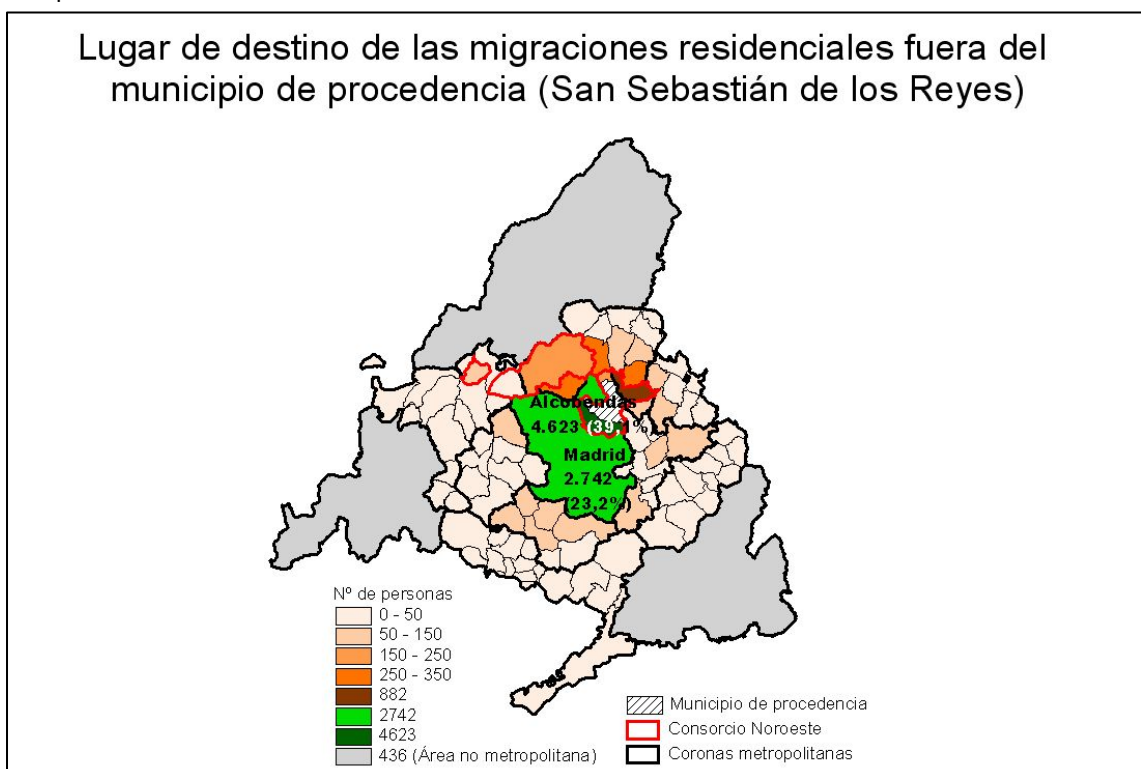 Lugar de destino de las migraciones residenciales fuera del
municipio de procedencia (San Sebastián de los Reyes)
Alcobendas
4.623 (39,1%)
Madrid
2.742
(23,2%)
Nº de personas
0 - 50
50 - 150
150 - 250
250 - 350
882
2742
4623
436 (Área no metropolitana)
Municipio de procedencia
Consorcio Noroeste
Coronas metropolitanas